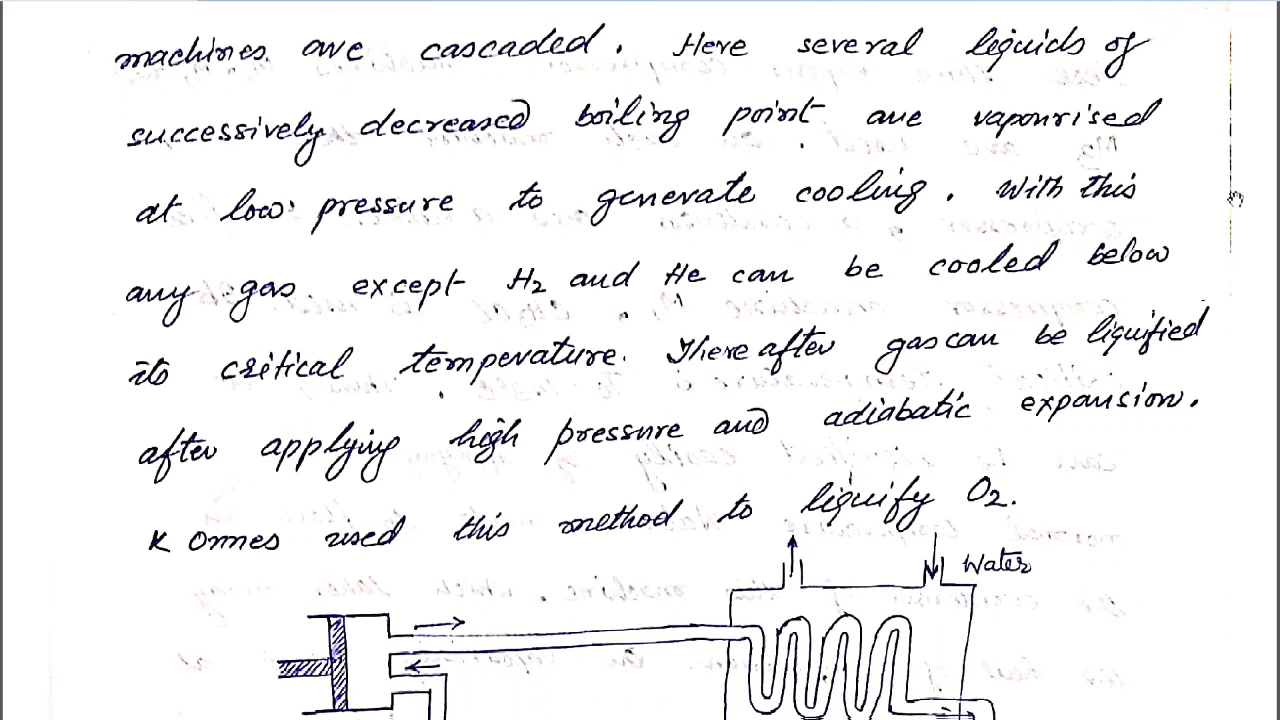 machines are cascaded. Here several liquids of
successively decreased boiling point are vapourised
at low pressure to generate cooling. With this
any gas except H2 and He can be cooled below
its critical temperature. There after gas can be liquified
after applying high pressure and adiabatic expansion.
K Onnes used this method to liquify O2.
Water